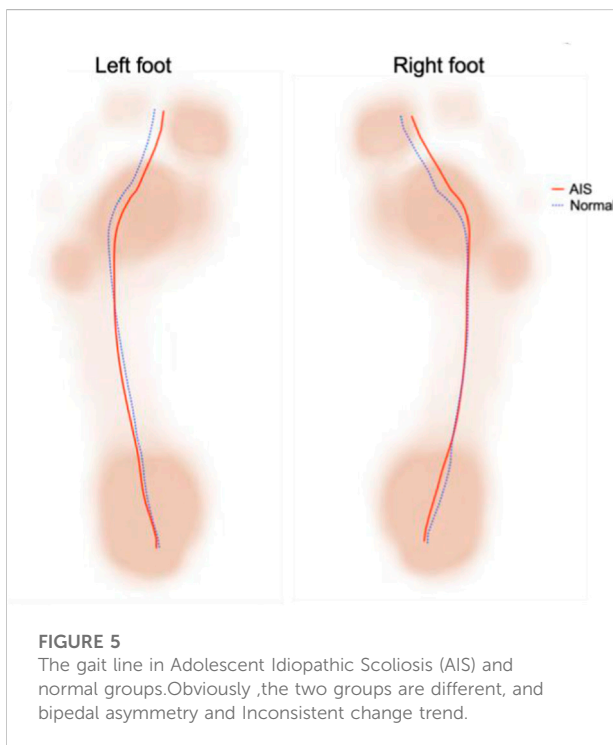 Left foot
Right foot
AIS
Normal
FIGURE 5
The gait line in Adolescent Idiopathic Scoliosis (AIS) and
normal groups.Obviously ,the two groups are different, and
bipedal asymmetry and Inconsistent change trend.